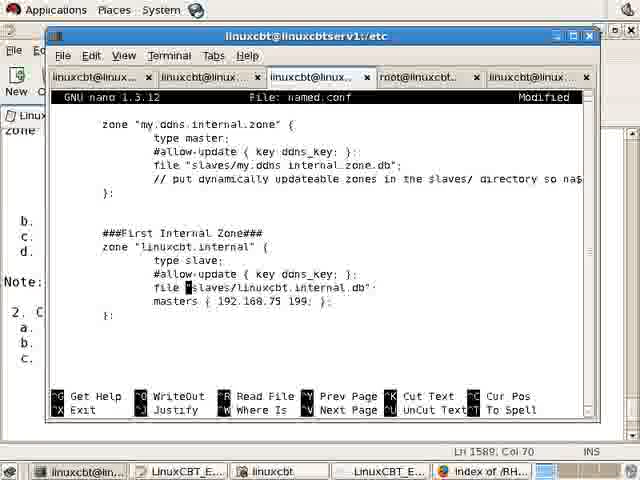 Applications Places System
linuxcbt@linuxcbtserv1:/etc
File Edit View Terminal Tabs Help
linuxcbt@linux... linuxcbt@linux... linuxcbt@linux... root@linuxcbt... linuxcbt@linux...
GNU nano 1.3.12 File: named.conf Modified
zone "my.ddns.internal.zone" {
type master;
#allow-update { key ddns_key; };
file "slaves/my.ddns.internal.zone.db";
// put dynamically updateable zones in the slaves/ directory so na$
};
###First Internal Zone###
zone "linuxcbt.internal" {
type slave;
#allow-update { key ddns_key; };
file "slaves/linuxcbt.internal.db"
masters { 192.168.75.199; };
};
^G Get Help ^O WriteOut ^R Read File ^Y Prev Page ^K Cut Text ^C Cur Pos
^X Exit ^J Justify ^W Where Is ^V Next Page ^U UnCut Text ^T To Spell
File
New
Linux
zone
b.
c.
d.
Note:
2. C
a.
b.
c.
Ln 1589, Col 70 INS
linuxcbt@lin... LinuxCBT_E... linuxcbt LinuxCBT_E... Index of /RH...